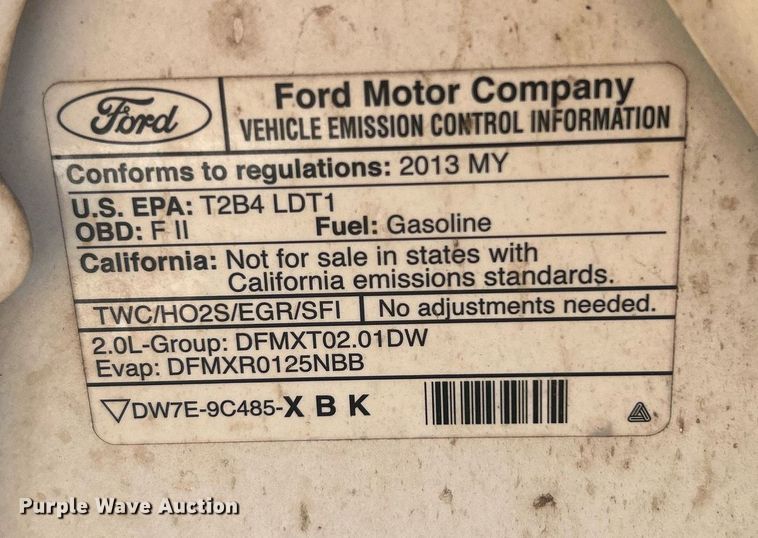 Ford
Ford Motor Company
VEHICLE EMISSION CONTROL INFORMATION
Conforms to regulations: 2013 MY
U.S. EPA: T2B4 LDT1
OBD: F II Fuel: Gasoline
California: Not for sale in states with
California emissions standards.
TWC/HO2S/EGR/SFI No adjustments needed.
2.0L-Group: DFMXT02.01DW
Evap: DFMXR0125NBB
▽DW7E-9C485-X B K
Purple Wave Auction